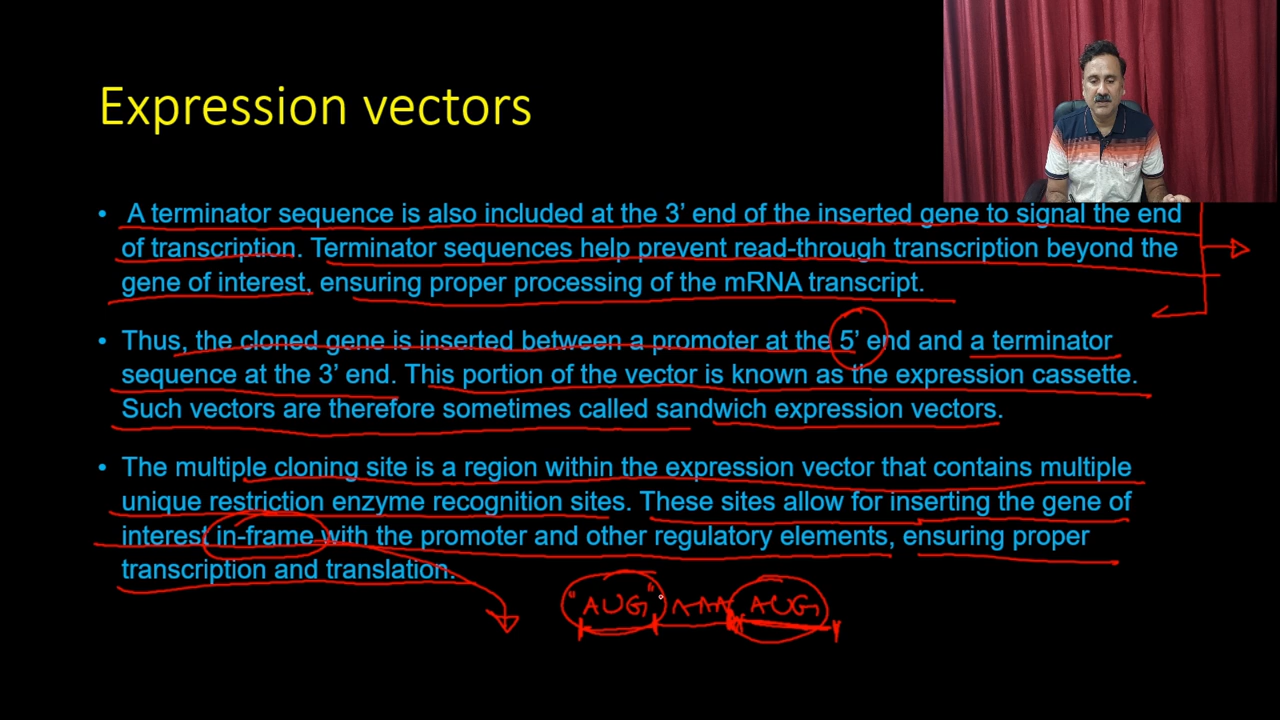 Expression vectors
• A terminator sequence is also included at the 3’ end of the inserted gene to signal the end
of transcription. Terminator sequences help prevent read-through transcription beyond the
gene of interest, ensuring proper processing of the mRNA transcript.
• Thus, the cloned gene is inserted between a promoter at the 5’ end and a terminator
sequence at the 3’ end. This portion of the vector is known as the expression cassette.
Such vectors are therefore sometimes called sandwich expression vectors.
• The multiple cloning site is a region within the expression vector that contains multiple
unique restriction enzyme recognition sites. These sites allow for inserting the gene of
interest in-frame with the promoter and other regulatory elements, ensuring proper
transcription and translation.
"AUG" AAA AUG